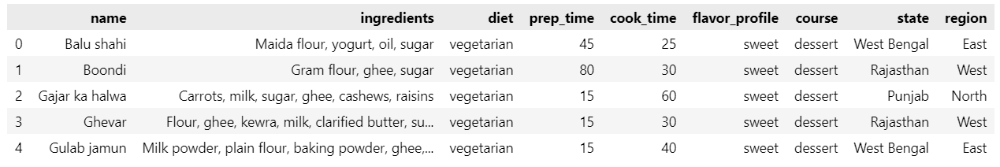 name ingredients diet prep_time cook_time flavor_profile course state region
0 Balu shahi Maida flour, yogurt, oil, sugar vegetarian 45 25 sweet dessert West Bengal East
1 Boondi Gram flour, ghee, sugar vegetarian 80 30 sweet dessert Rajasthan West
2 Gajar ka halwa Carrots, milk, sugar, ghee, cashews, raisins vegetarian 15 60 sweet dessert Punjab North
3 Ghevar Flour, ghee, kewra, milk, clarified butter, su... vegetarian 15 30 sweet dessert Rajasthan West
4 Gulab jamun Milk powder, plain flour, baking powder, ghee,... vegetarian 15 40 sweet dessert West Bengal East